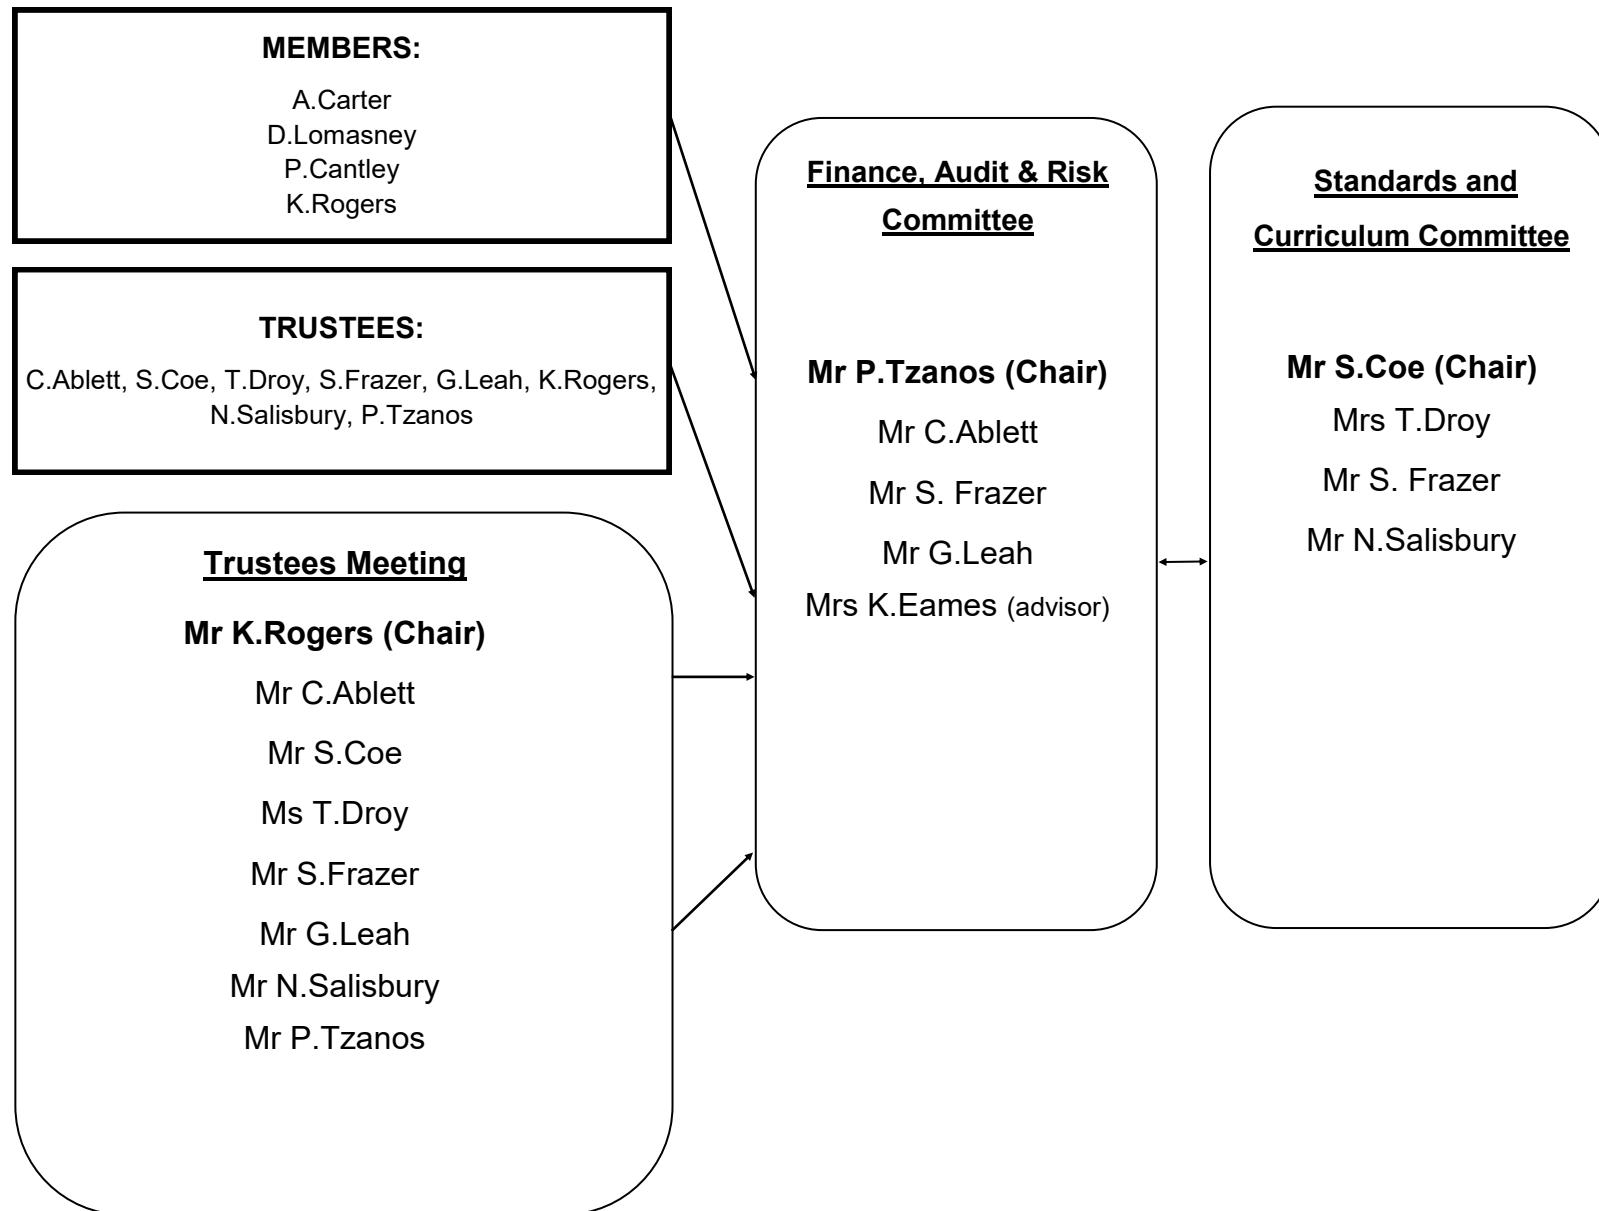 MEMBERS:
A.Carter
D.Lomasney
P.Cantley
K.Rogers
TRUSTEES:
C.Ablett, S.Coe, T.Droy, S.Frazer, G.Leah, K.Rogers,
N.Salisbury, P.Tzanos
Trustees Meeting
Mr K.Rogers (Chair)
Mr C.Ablett
Mr S.Coe
Ms T.Droy
Mr S.Frazer
Mr G.Leah
Mr N.Salisbury
Mr P.Tzanos
Finance, Audit & Risk
Committee
Mr P.Tzanos (Chair)
Mr C.Ablett
Mr S. Frazer
Mr G.Leah
Mrs K.Eames (advisor)
Standards and
Curriculum Committee
Mr S.Coe (Chair)
Mrs T.Droy
Mr S. Frazer
Mr N.Salisbury